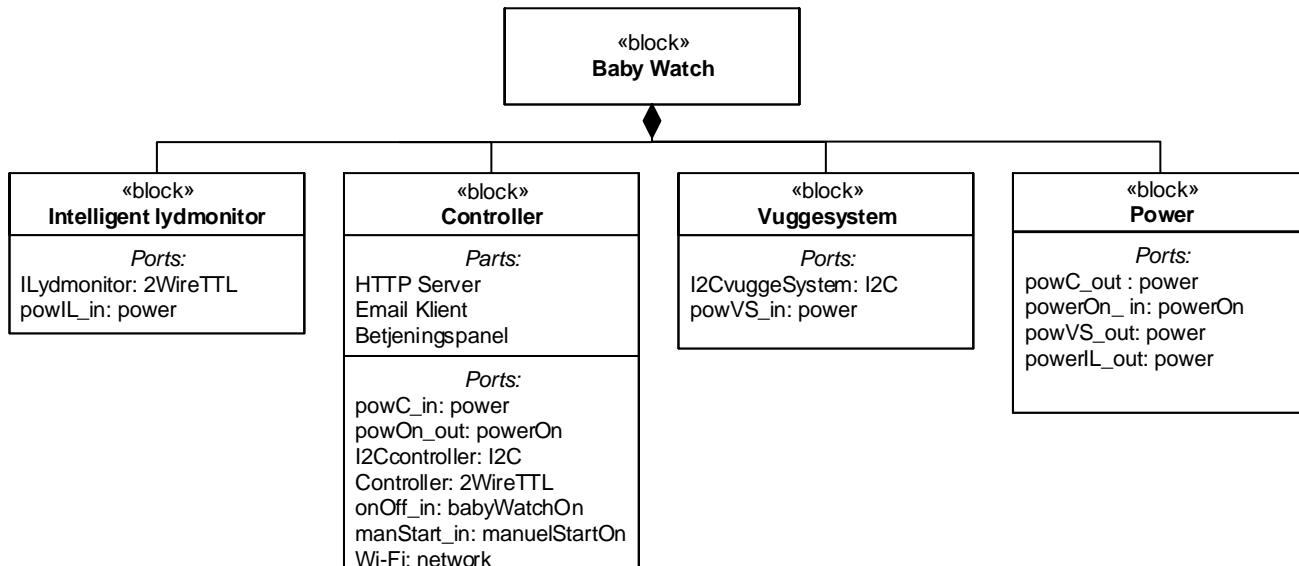 «block»
Baby Watch
«block»
Intelligent lydmonitor
Ports:
ILydmonitor: 2WireTTL
powIL_in: power
«block»
Controller
Parts:
HTTP Server
Email Klient
Betjeningspanel
Ports:
powC_in: power
powOn_out: powerOn
I2Ccontroller: I2C
Controller: 2WireTTL
onOff_in: babyWatchOn
manStart_in: manuelStartOn
Wi-Fi: network
«block»
Vuggesystem
Ports:
I2CvuggeSystem: I2C
powVS_in: power
«block»
Power
Ports:
powC_out : power
powerOn_ in: powerOn
powVS_out: power
powerIL_out: power